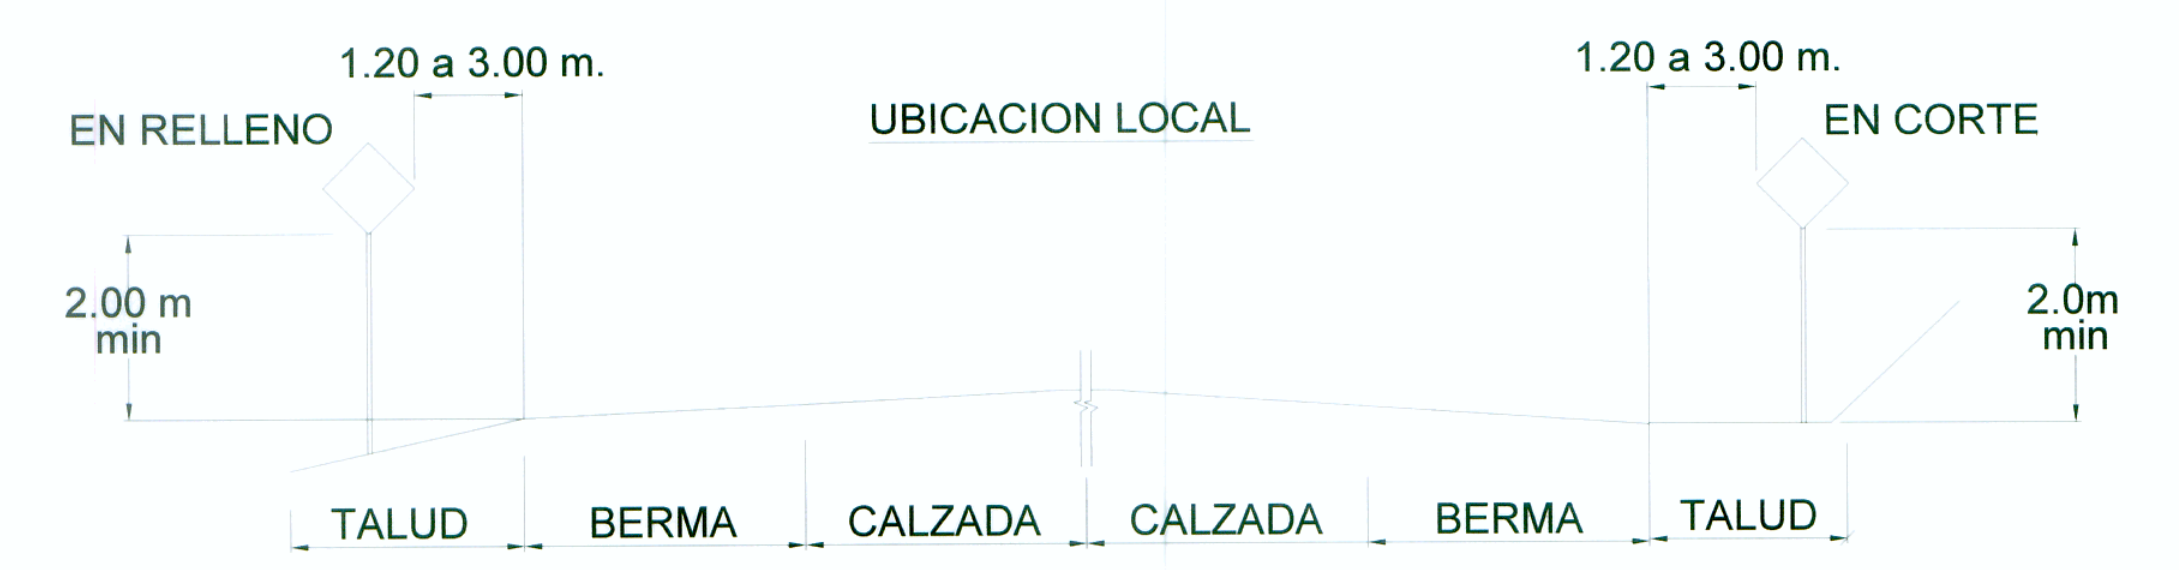 1.20 a 3.00 m.
1.20 a 3.00 m.
EN RELLENO
UBICACION LOCAL
EN CORTE
2.00 m
min
2.0m
min
TALUD
BERMA
CALZADA
CALZADA
BERMA
TALUD